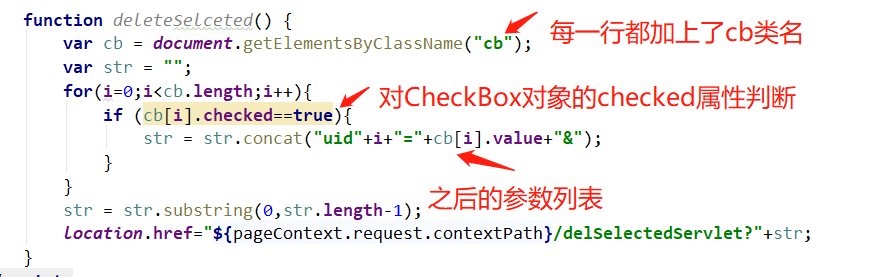 function deleteSelceted() {
var cb = document.getElementsByClassName("cb");
每一行都加上了cb类名
var str = "";
for(i=0;i<cb.length;i++){
对CheckBox对象的checked属性判断
if (cb[i].checked==true){
str = str.concat("uid"+i+"="+cb[i].value+"&");
}
之后的参数列表
}
str = str.substring(0,str.length-1);
location.href="${pageContext.request.contextPath}/delSelectedServlet?"+str;
}